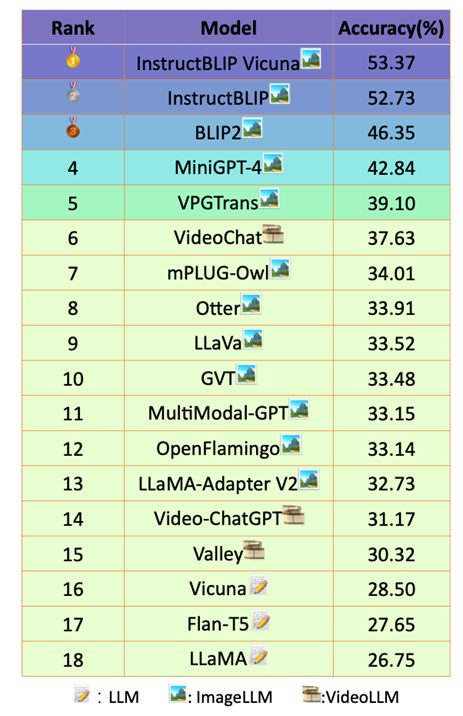 Rank Model Accuracy(%)
1 InstructBLIP Vicuna 53.37
2 InstructBLIP 52.73
3 BLIP2 46.35
4 MiniGPT-4 42.84
5 VPGTrans 39.10
6 VideoChat 37.63
7 mPLUG-Owl 34.01
8 Otter 33.91
9 LLaVa 33.52
10 GVT 33.48
11 MultiModal-GPT 33.15
12 OpenFlamingo 33.14
13 LLaMA-Adapter V2 32.73
14 Video-ChatGPT 31.17
15 Valley 30.32
16 Vicuna 28.50
17 Flan-T5 27.65
18 LLaMA 26.75
: LLM : ImageLLM :VideoLLM